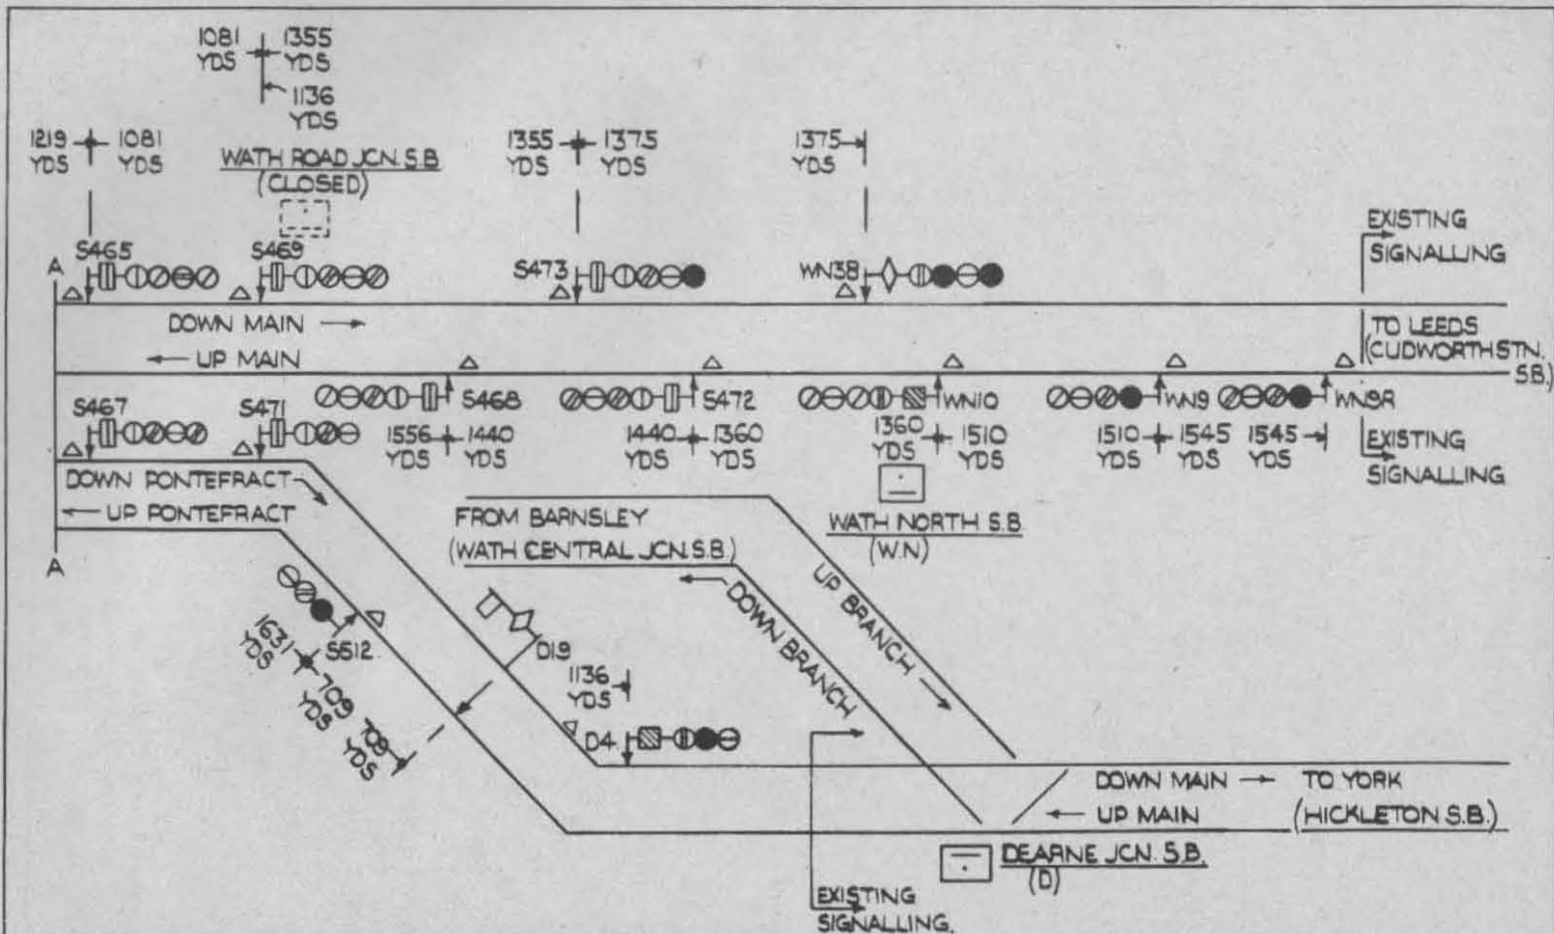 1081 YDS
1355 YDS
1136 YDS
1219 YDS
1081 YDS
WATH ROAD JCN. S.B
(CLOSED)
1355 YDS
1375 YDS
1375 YDS
S465
S469
S473
WN38
EXISTING
SIGNALLING
A
DOWN MAIN →
← UP MAIN
TO LEEDS
(CUDWORTH STN.
S.B.)
S467
S471
S468
S472
WN10
WN9
WN9R
1556 YDS
1440 YDS
1440 YDS
1360 YDS
1360 YDS
1510 YDS
1510 YDS
1545 YDS
1545 YDS
EXISTING
SIGNALLING
DOWN PONTEFRACT
← UP PONTEFRACT
A
FROM BARNSLEY
(WATH CENTRAL JCN. S.B.)
WATH NORTH S.B.
(W.N)
UP BRANCH →
← DOWN BRANCH
S512
1631 YDS
709 YDS
709 YDS
D19
1136 YDS
D4
DOWN MAIN →
← UP MAIN
TO YORK
(HICKLETON S.B.)
DEARNE JCN. S.B.
(D)
EXISTING
SIGNALLING.